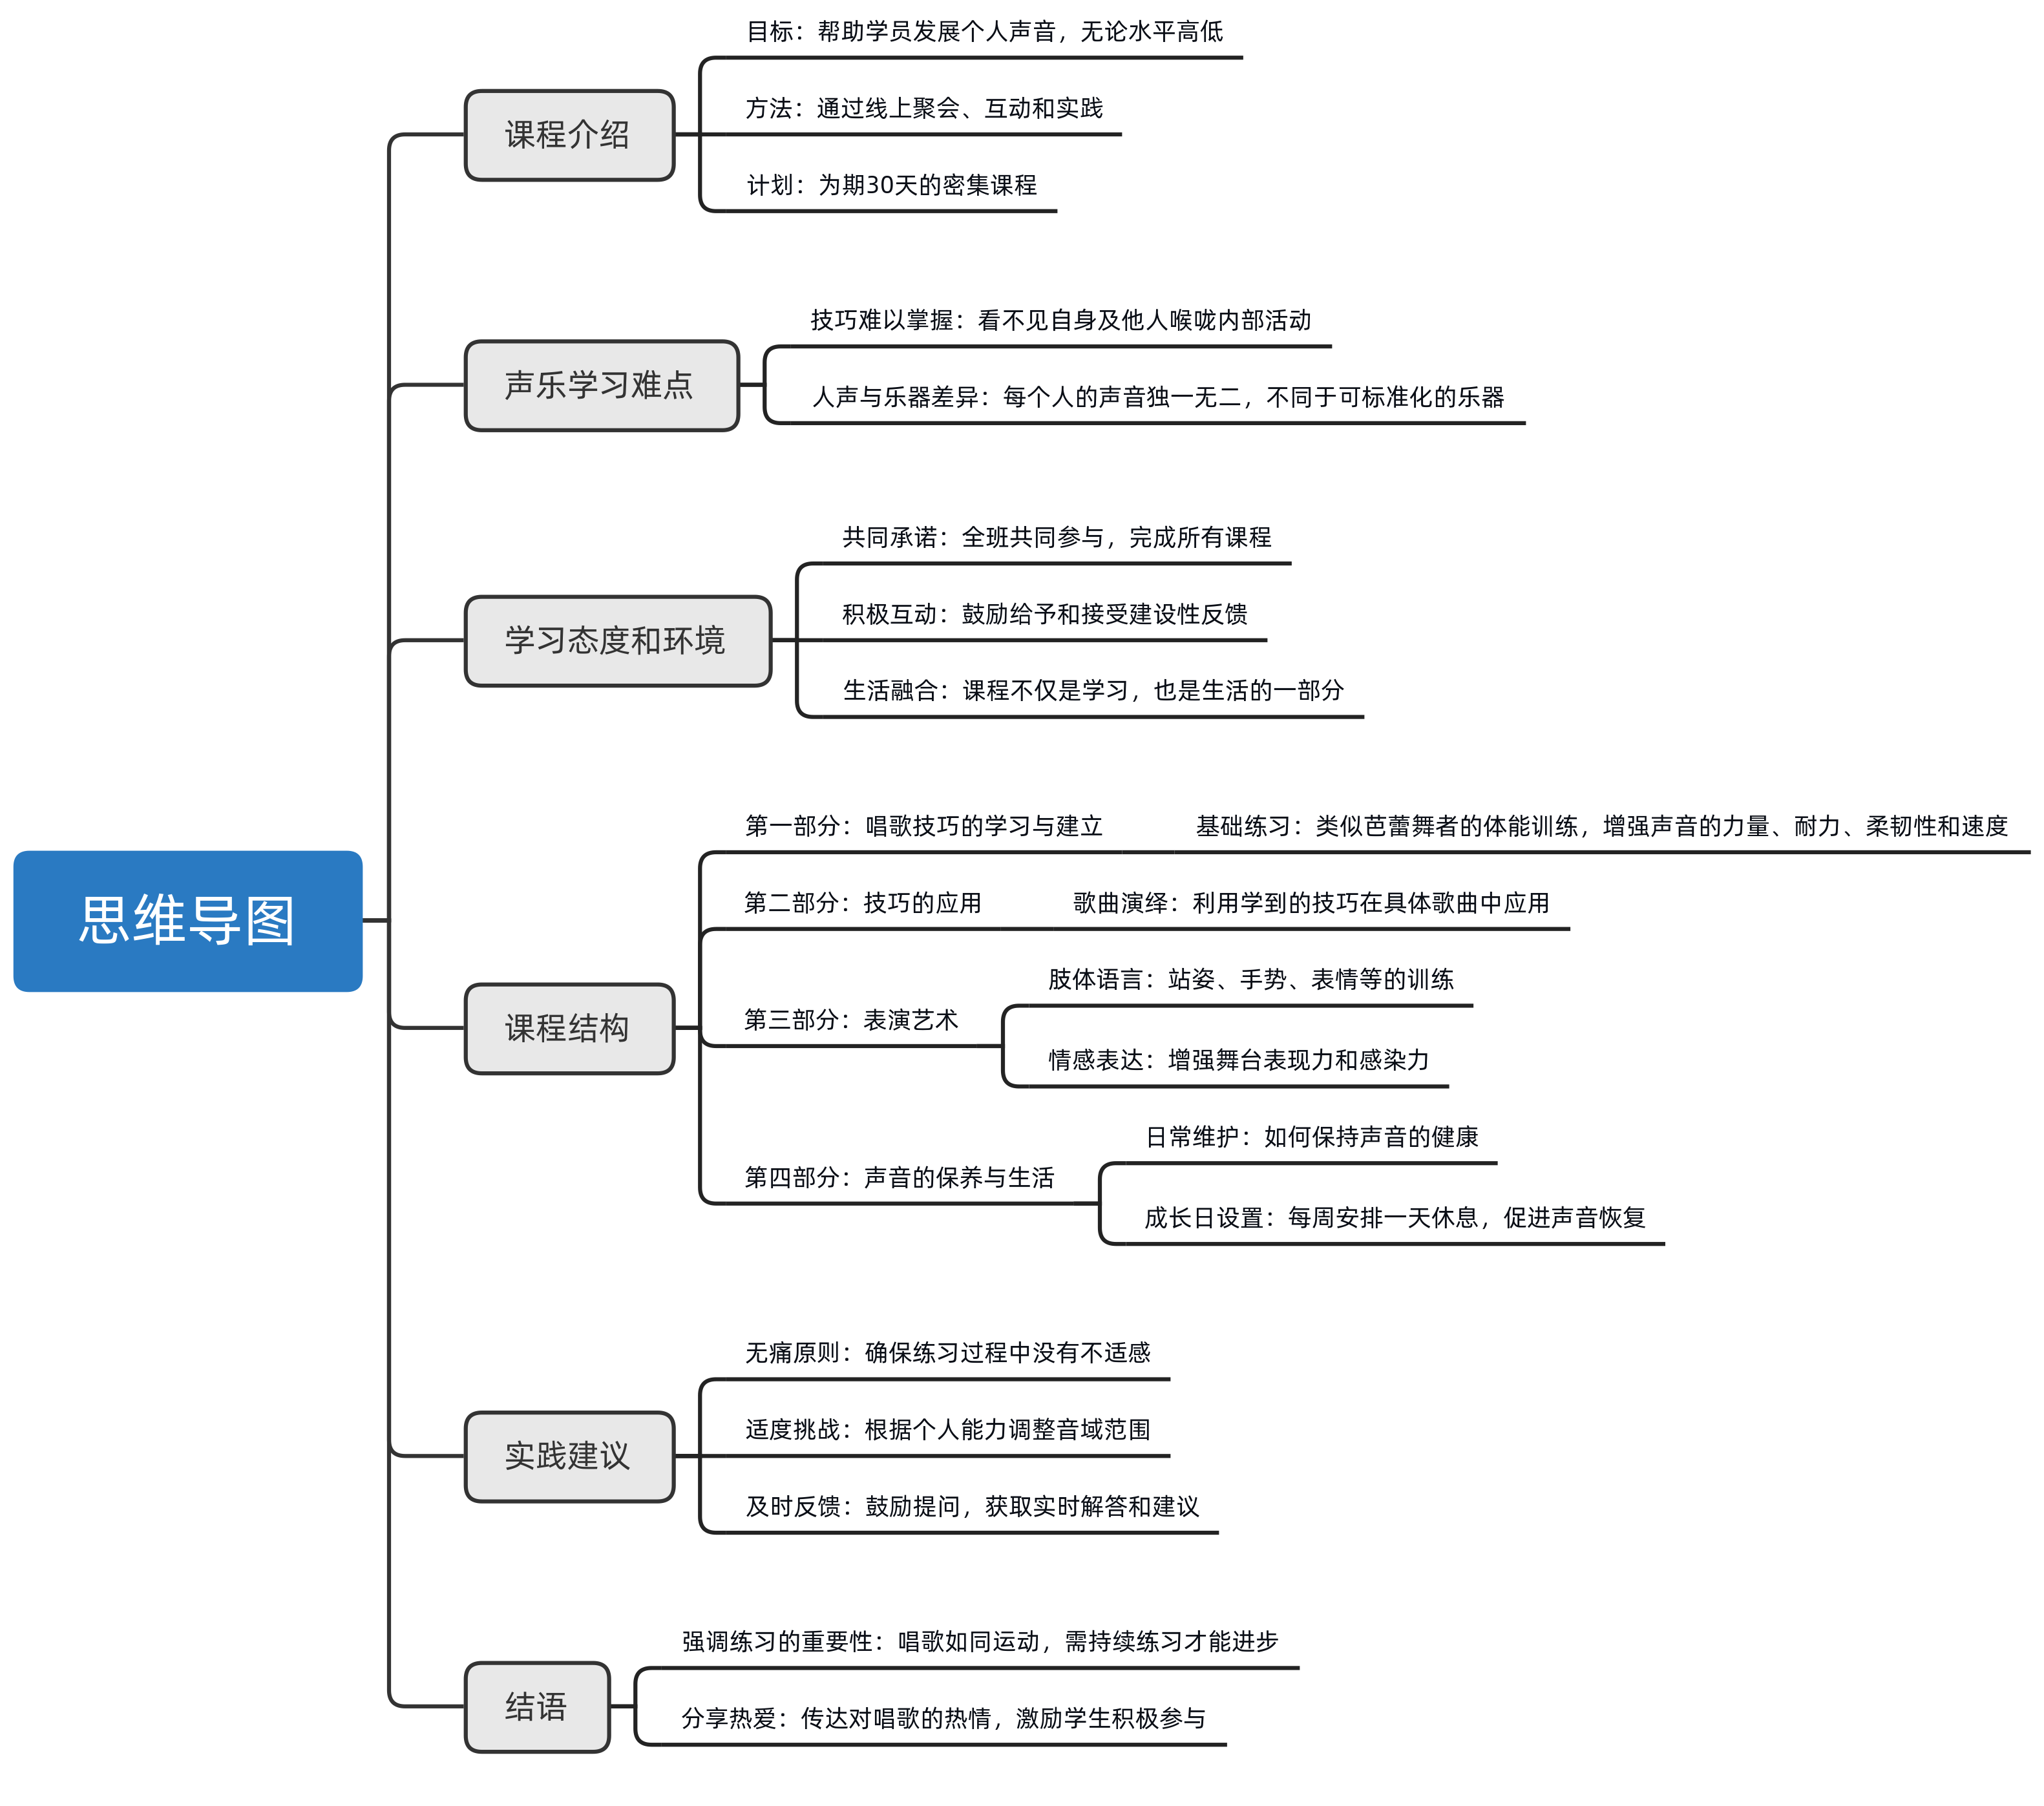 思维导图
课程介绍
目标：帮助学员发展个人声音，无论水平高低
方法：通过线上聚会、互动和实践
计划：为期30天的密集课程
声乐学习难点
技巧难以掌握：看不见自身及他人喉咙内部活动
人声与乐器差异：每个人的声音独一无二，不同于可标准化的乐器
学习态度和环境
共同承诺：全班共同参与，完成所有课程
积极互动：鼓励给予和接受建设性反馈
生活融合：课程不仅是学习，也是生活的一部分
课程结构
第一部分：唱歌技巧的学习与建立
基础练习：类似芭蕾舞者的体能训练，增强声音的力量、耐力、柔韧性和速度
第二部分：技巧的应用
歌曲演绎：利用学到的技巧在具体歌曲中应用
第三部分：表演艺术
肢体语言：站姿、手势、表情等的训练
情感表达：增强舞台表现力和感染力
第四部分：声音的保养与生活
日常维护：如何保持声音的健康
成长日设置：每周安排一天休息，促进声音恢复
实践建议
无痛原则：确保练习过程中没有不适感
适度挑战：根据个人能力调整音域范围
及时反馈：鼓励提问，获取实时解答和建议
结语
强调练习的重要性：唱歌如同运动，需持续练习才能进步
分享热爱：传达对唱歌的热情，激励学生积极参与